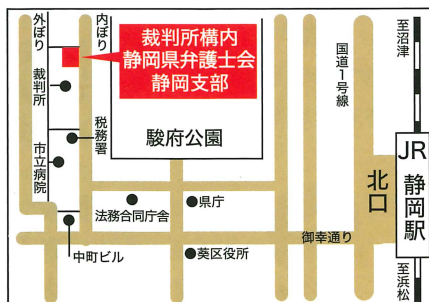 外ぼり
内ぼり
裁判所構内
静岡県弁護士会
静岡支部
国道1号線
至沼津
裁判所
税務署
駿府公園
市立病院
JR静岡駅
北口
法務合同庁舎
県庁
御幸通り
中町ビル
葵区役所
至浜松